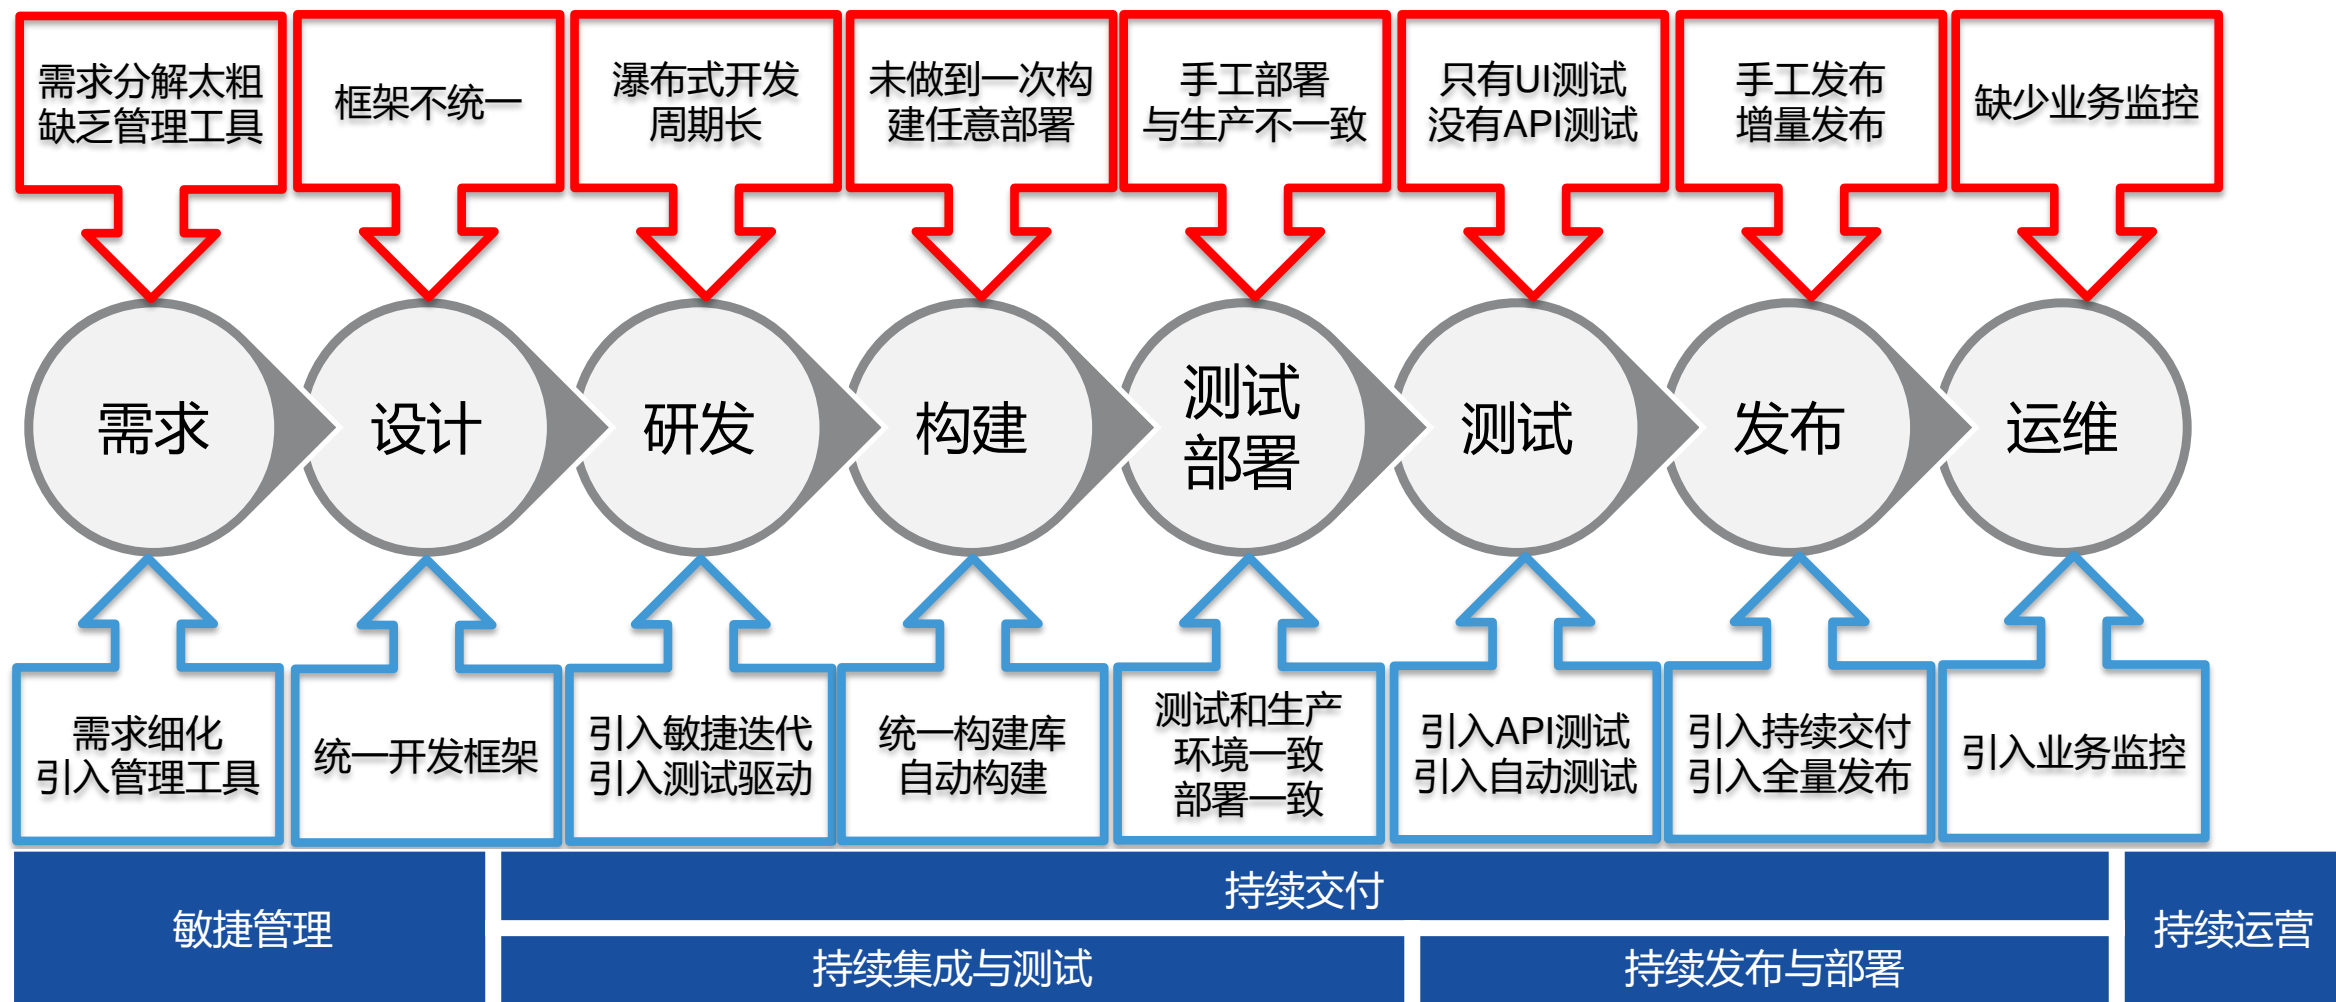 需求分解太粗
缺乏管理工具
框架不统一
瀑布式开发
周期长
未做到一次构
建任意部署
手工部署
与生产不一致
只有UI测试
没有API测试
手工发布
增量发布
缺少业务监控
需求
设计
研发
构建
测试
部署
测试
发布
运维
需求细化
引入管理工具
统一开发框架
引入敏捷迭代
引入测试驱动
统一构建库
自动构建
测试和生产
环境一致
部署一致
引入API测试
引入自动测试
引入持续交付
引入全量发布
引入业务监控
敏捷管理
持续交付
持续集成与测试
持续发布与部署
持续运营